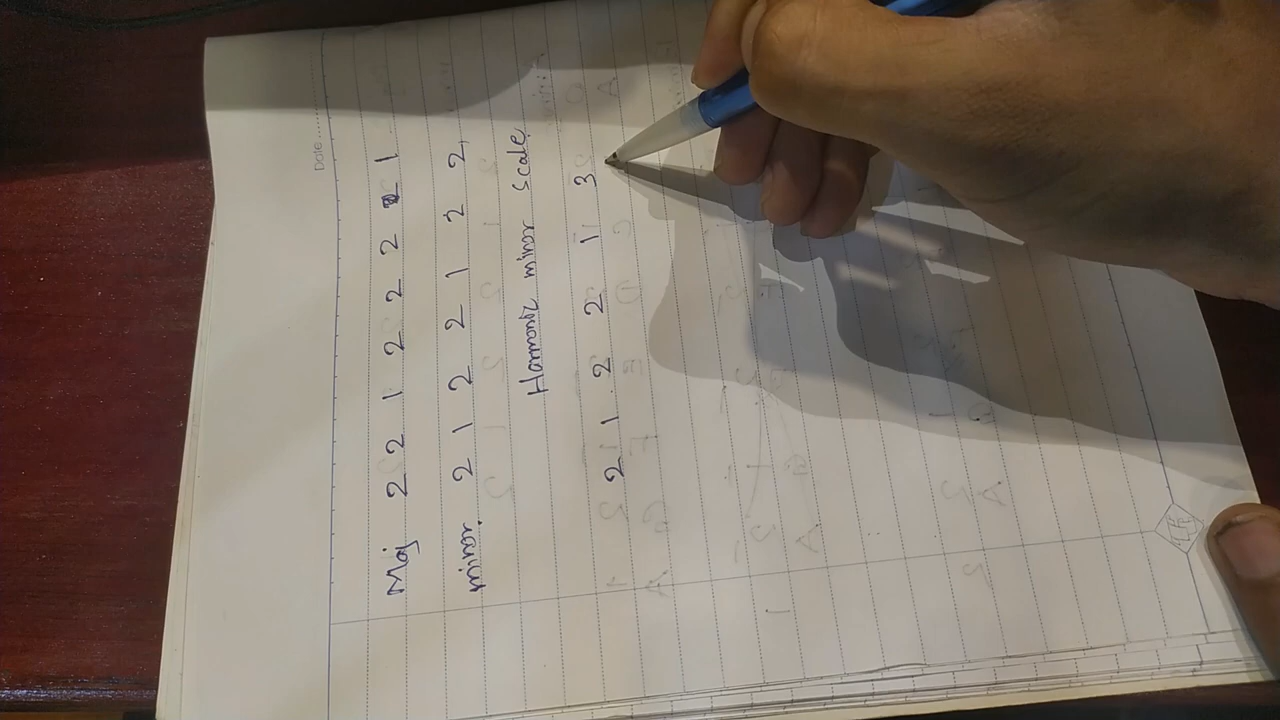 Date
Maj 2 2 1 2 2 2 1
minor. 2 1 2 2 1 2 2
Harmonic minor scale
2 1 2 2 1 3